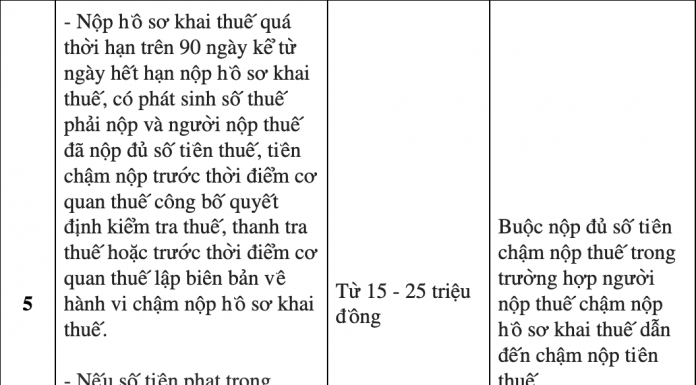 - Nộp hồ sơ khai thuế quá
thời hạn trên 90 ngày kể từ
ngày hết hạn nộp hồ sơ khai
thuế, có phát sinh số thuế
phải nộp và người nộp thuế
đã nộp đủ số tiền thuế, tiền
chậm nộp trước thời điểm cơ
quan thuế công bố quyết
định kiểm tra thuế, thanh tra
thuế hoặc trước thời điểm cơ
quan thuế lập biên bản về
hành vi chậm nộp hồ sơ khai
thuế.
- Nếu số tiền phạt trong
5
Từ 15 - 25 triệu
đồng
Buộc nộp đủ số tiền
chậm nộp thuế trong
trường hợp người
nộp thuế chậm nộp
hồ sơ khai thuế dẫn
đến chậm nộp tiền
thuế